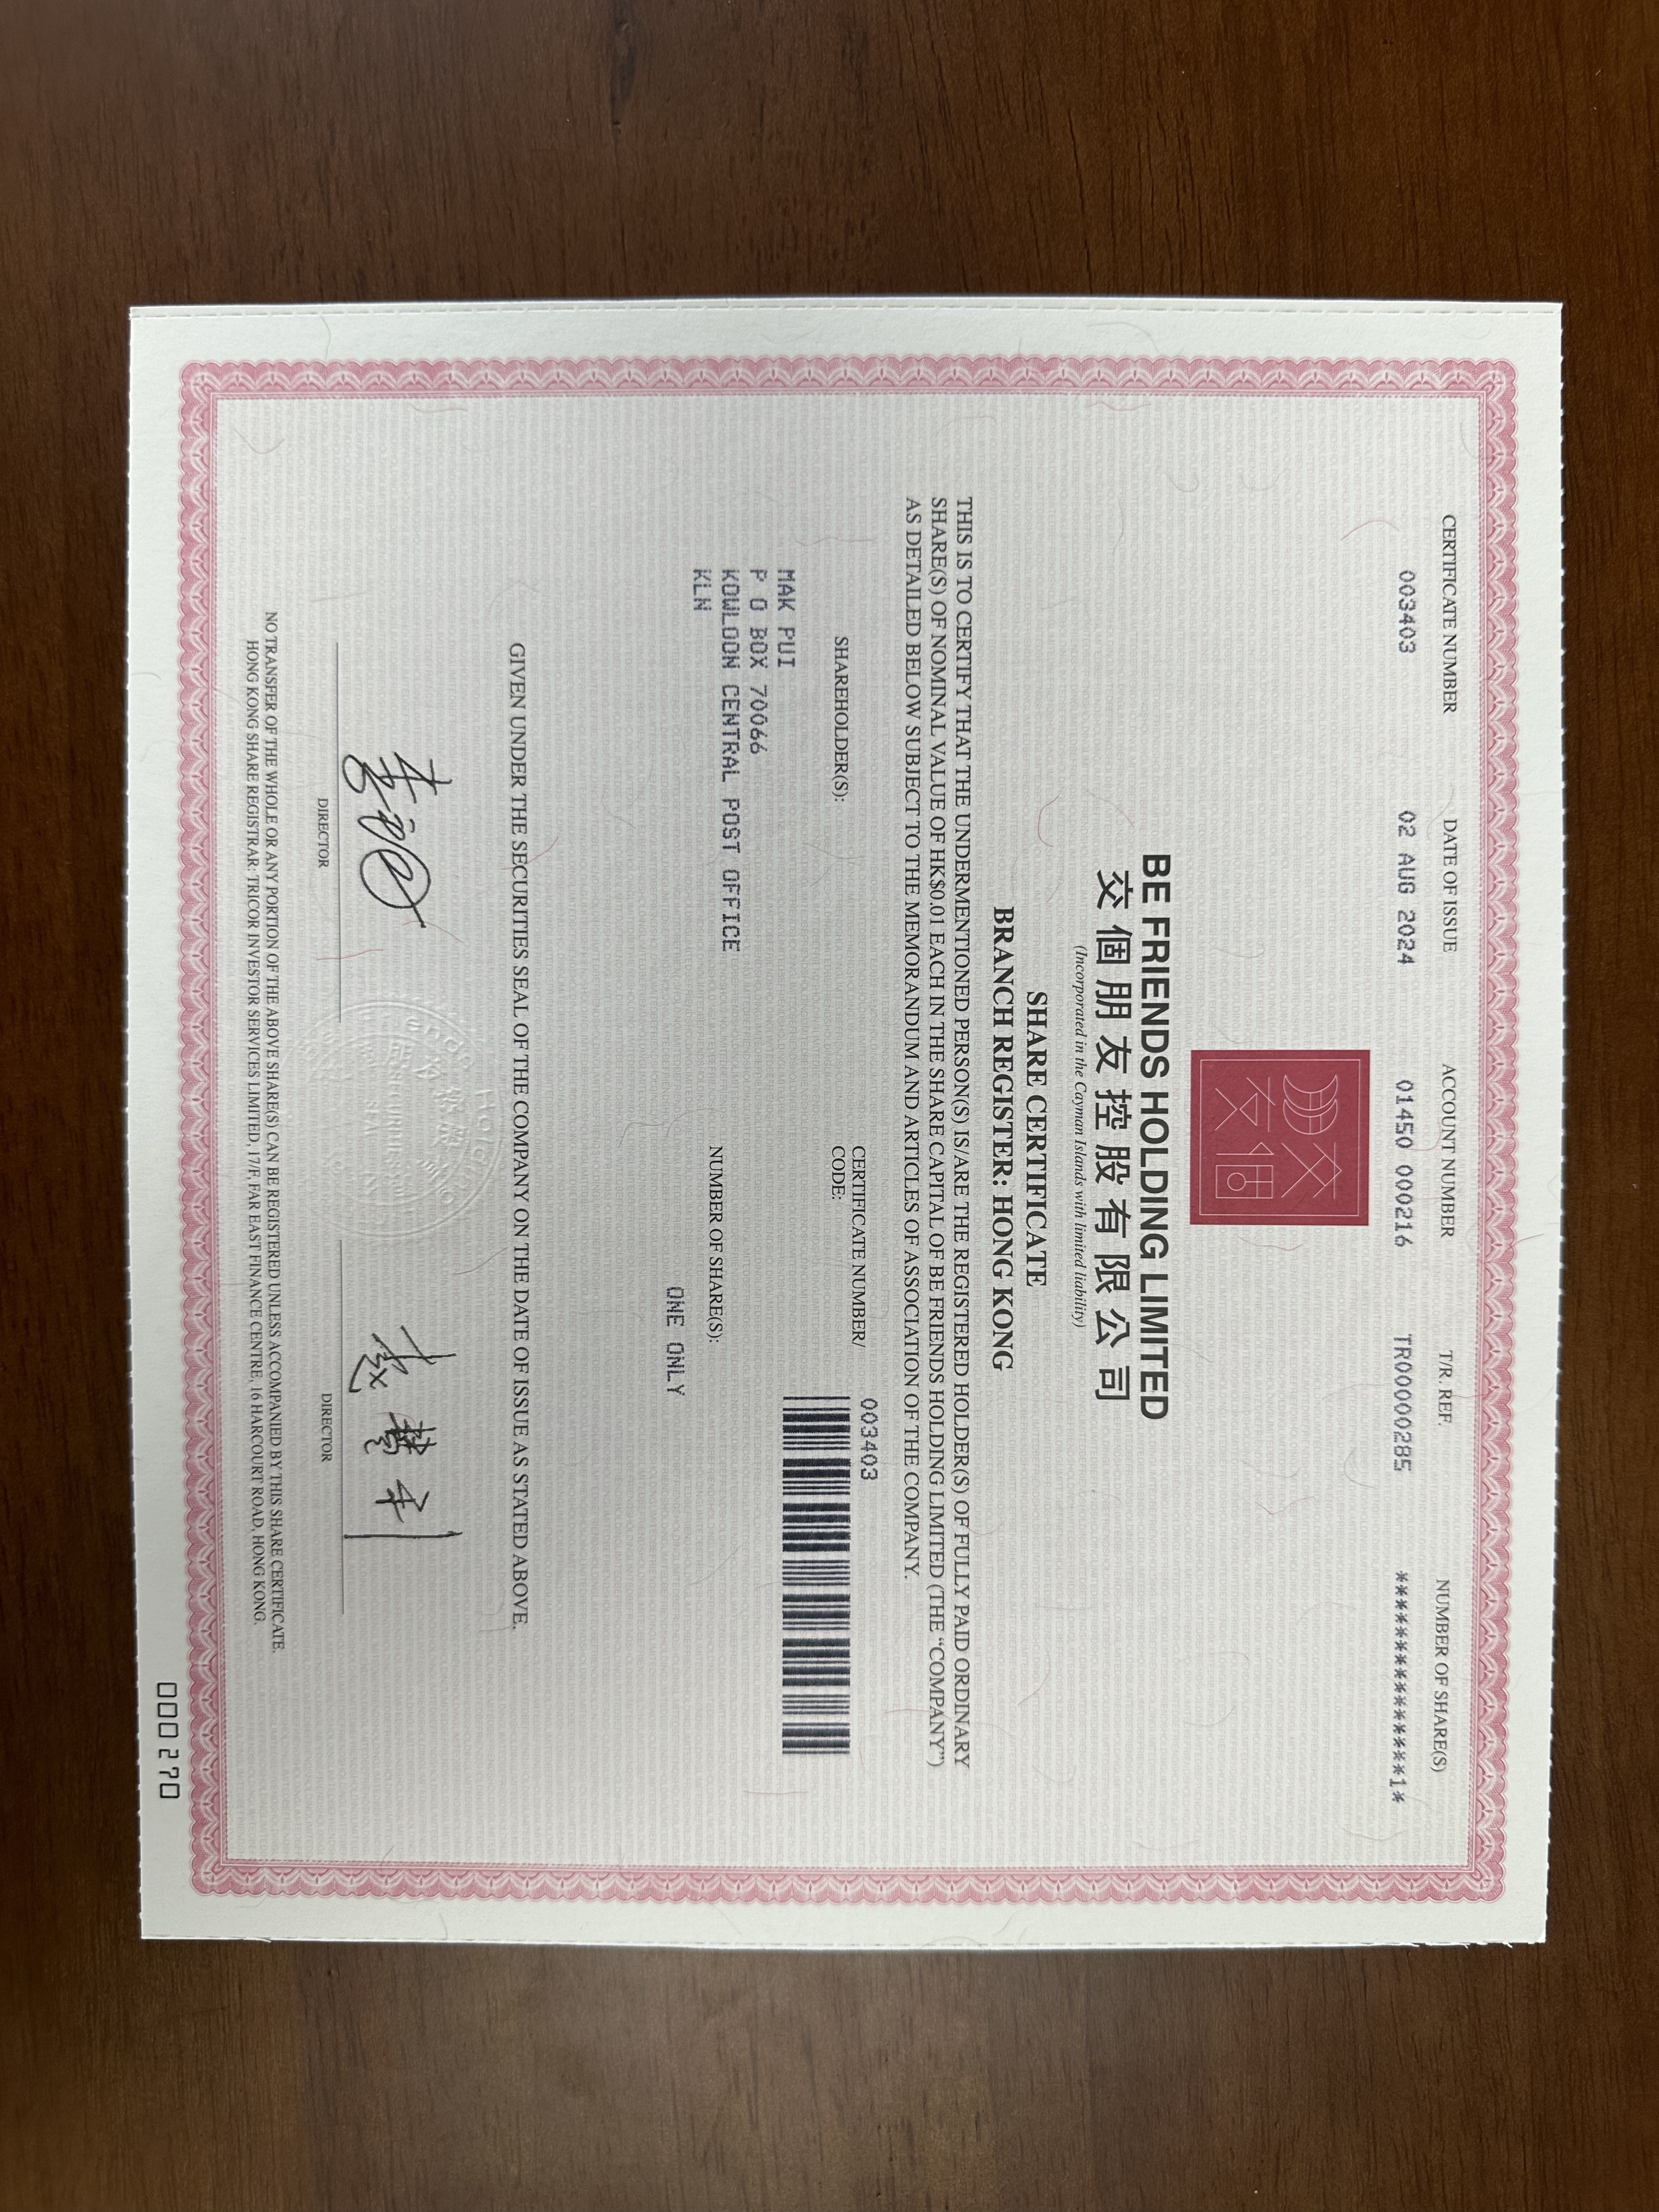 CERTIFICATE NUMBER DATE OF ISSUE ACCOUNT NUMBER T/R. REF. NUMBER OF SHARE(S)
003403 02 AUG 2024 01450 000216 TR00000285 ****************1*
交個
朋友
BE FRIENDS HOLDING LIMITED
交個朋友控股有限公司
(Incorporated in the Cayman Islands with limited liability)
SHARE CERTIFICATE
BRANCH REGISTER: HONG KONG
THIS IS TO CERTIFY THAT THE UNDERMENTIONED PERSON(S) IS/ARE THE REGISTERED HOLDER(S) OF FULLY PAID ORDINARY
SHARE(S) OF NOMINAL VALUE OF HK$0.01 EACH IN THE SHARE CAPITAL OF BE FRIENDS HOLDING LIMITED (THE “COMPANY”)
AS DETAILED BELOW SUBJECT TO THE MEMORANDUM AND ARTICLES OF ASSOCIATION OF THE COMPANY.
SHAREHOLDER(S):
MAK PUI
P O BOX 70066
KOWLOON CENTRAL POST OFFICE
KLN
CERTIFICATE NUMBER/
CODE:
003403
NUMBER OF SHARE(S):
ONE ONLY
GIVEN UNDER THE SECURITIES SEAL OF THE COMPANY ON THE DATE OF ISSUE AS STATED ABOVE.
DIRECTOR DIRECTOR
NO TRANSFER OF THE WHOLE OR ANY PORTION OF THE ABOVE SHARE(S) CAN BE REGISTERED UNLESS ACCOMPANIED BY THIS SHARE CERTIFICATE.
HONG KONG SHARE REGISTRAR: TRICOR INVESTOR SERVICES LIMITED, 17/F, FAR EAST FINANCE CENTRE, 16 HARCOURT ROAD, HONG KONG.
000270